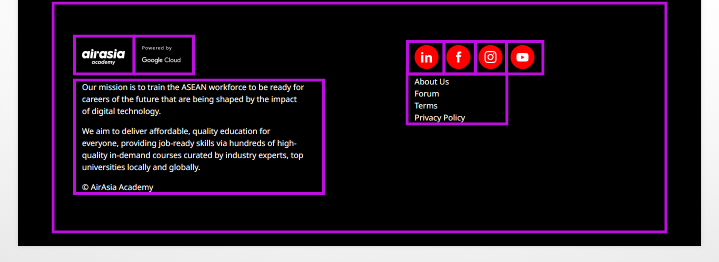 airasia
academy
Powered by
Google Cloud
Our mission is to train the ASEAN workforce to be ready for
careers of the future that are being shaped by the impact
of digital technology.
We aim to deliver affordable, quality education for
everyone, providing job-ready skills via hundreds of high-
quality in-demand courses curated by industry experts, top
universities locally and globally.
© AirAsia Academy
in
f
About Us
Forum
Terms
Privacy Policy